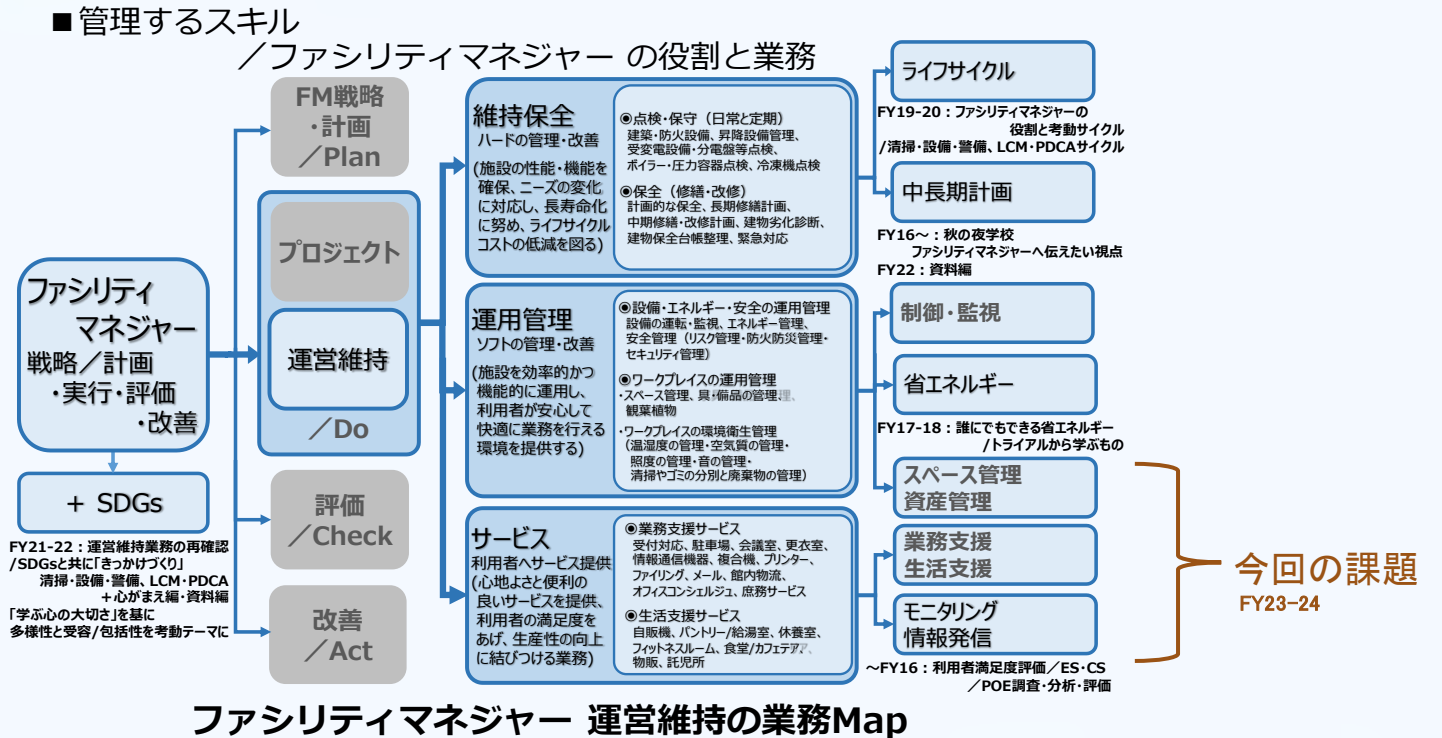 ■管理するスキル
／ファシリティマネジャー の役割と業務
ファシリティ
マネジャー
戦略／計画
・実行・評価
・改善
＋ SDGs
FY21-22：運営維持業務の再確認
/SDGsと共に「きっかけづくり」
清掃・設備・警備、LCM・PDCA
＋心がまえ編・資料編
「学ぶ心の大切さ」を基に
多様性と受容/包括性を考動テーマに
FM戦略
・計画
／Plan
プロジェクト
運営維持
／Do
評価
／Check
改善
／Act
維持保全
ハードの管理・改善
(施設の性能・機能を
確保、ニーズの変化
に対応し、長寿命化
に努め、ライフサイクル
コストの低減を図る)
◉点検・保守（日常と定期）
建築・防火設備、昇降設備管理、
受変電設備・分電盤等点検、
ボイラー・圧力容器点検、冷凍機点検
◉保全（修繕・改修）
計画的な保全、長期修繕計画、
中期修繕・改修計画、建物劣化診断、
建物保全台帳整理、緊急対応
運用管理
ソフトの管理・改善
(施設を効率的かつ
機能的に運用し、
利用者が安心して
快適に業務を行える
環境を提供する)
◉設備・エネルギー・安全の運用管理
設備の運転・監視、エネルギー管理、
安全管理（リスク管理・防火防災管理・
セキュリティ管理）
◉ワークプレイスの運用管理
・スペース管理、具・備品の管理理、
観葉植物
・ワークプレイスの環境衛生管理
（温湿度の管理・空気質の管理・
照度の管理・音の管理・
清掃やゴミの分別と廃棄物の管理）
サービス
利用者へサービス提供
(心地よさと便利の
良いサービスを提供、
利用者の満足度を
あげ、生産性の向上
に結びつける業務)
◉業務支援サービス
受付対応、駐車場、会議室、更衣室、
情報通信機器、複合機、プリンター、
ファイリング、メール、館内物流、
オフィスコンシェルジュ、庶務サービス
◉生活支援サービス
自販機、パントリー/給湯室、休養室、
フィットネスルーム、食堂/カフェテアア、
物販、託児所
ライフサイクル
FY19-20：ファシリティマネジャーの
役割と考動サイクル
/清掃・設備・警備、LCM・PDCAサイクル
中長期計画
FY16～：秋の夜学校
ファシリティマネジャーへ伝えたい視点
FY22：資料編
制御・監視
省エネルギー
FY17-18：誰にでもできる省エネルギー
/トライアルから学ぶもの
スペース管理
資産管理
業務支援
生活支援
モニタリング
情報発信
～FY16：利用者満足度評価／ES・CS
／POE調査・分析・評価
今回の課題
FY23-24
ファシリティマネジャー 運営維持の業務Map